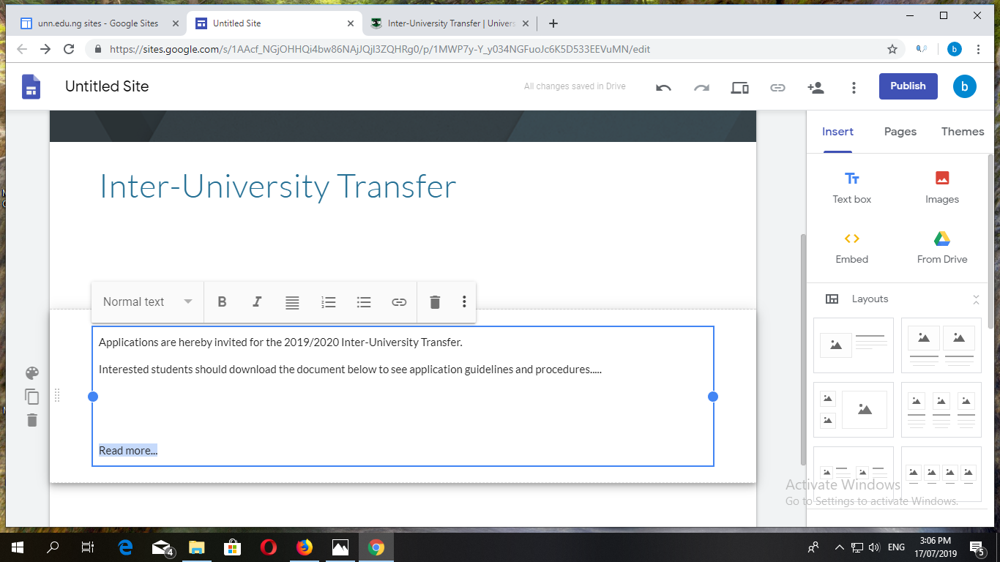 unn.edu.ng sites - Google Sites
Untitled Site
Inter-University Transfer | Univers
https://sites.google.com/s/1AAcf_NGjOHHQi4bw86NAjJQjI3ZQHRg0/p/1MWP7y-Y_y034NGFuoJc6K5D533EEVuMN/edit
b
Untitled Site
All changes saved in Drive
Publish
b
Insert
Pages
Themes
Inter-University Transfer
Text box
Images
Embed
From Drive
Normal text
B
I
Layouts
Applications are hereby invited for the 2019/2020 Inter-University Transfer.
Interested students should download the document below to see application guidelines and procedures.....
Read more...
Activate Windows
Go to Settings to activate Windows.
4
ENG
3:06 PM
17/07/2019
5